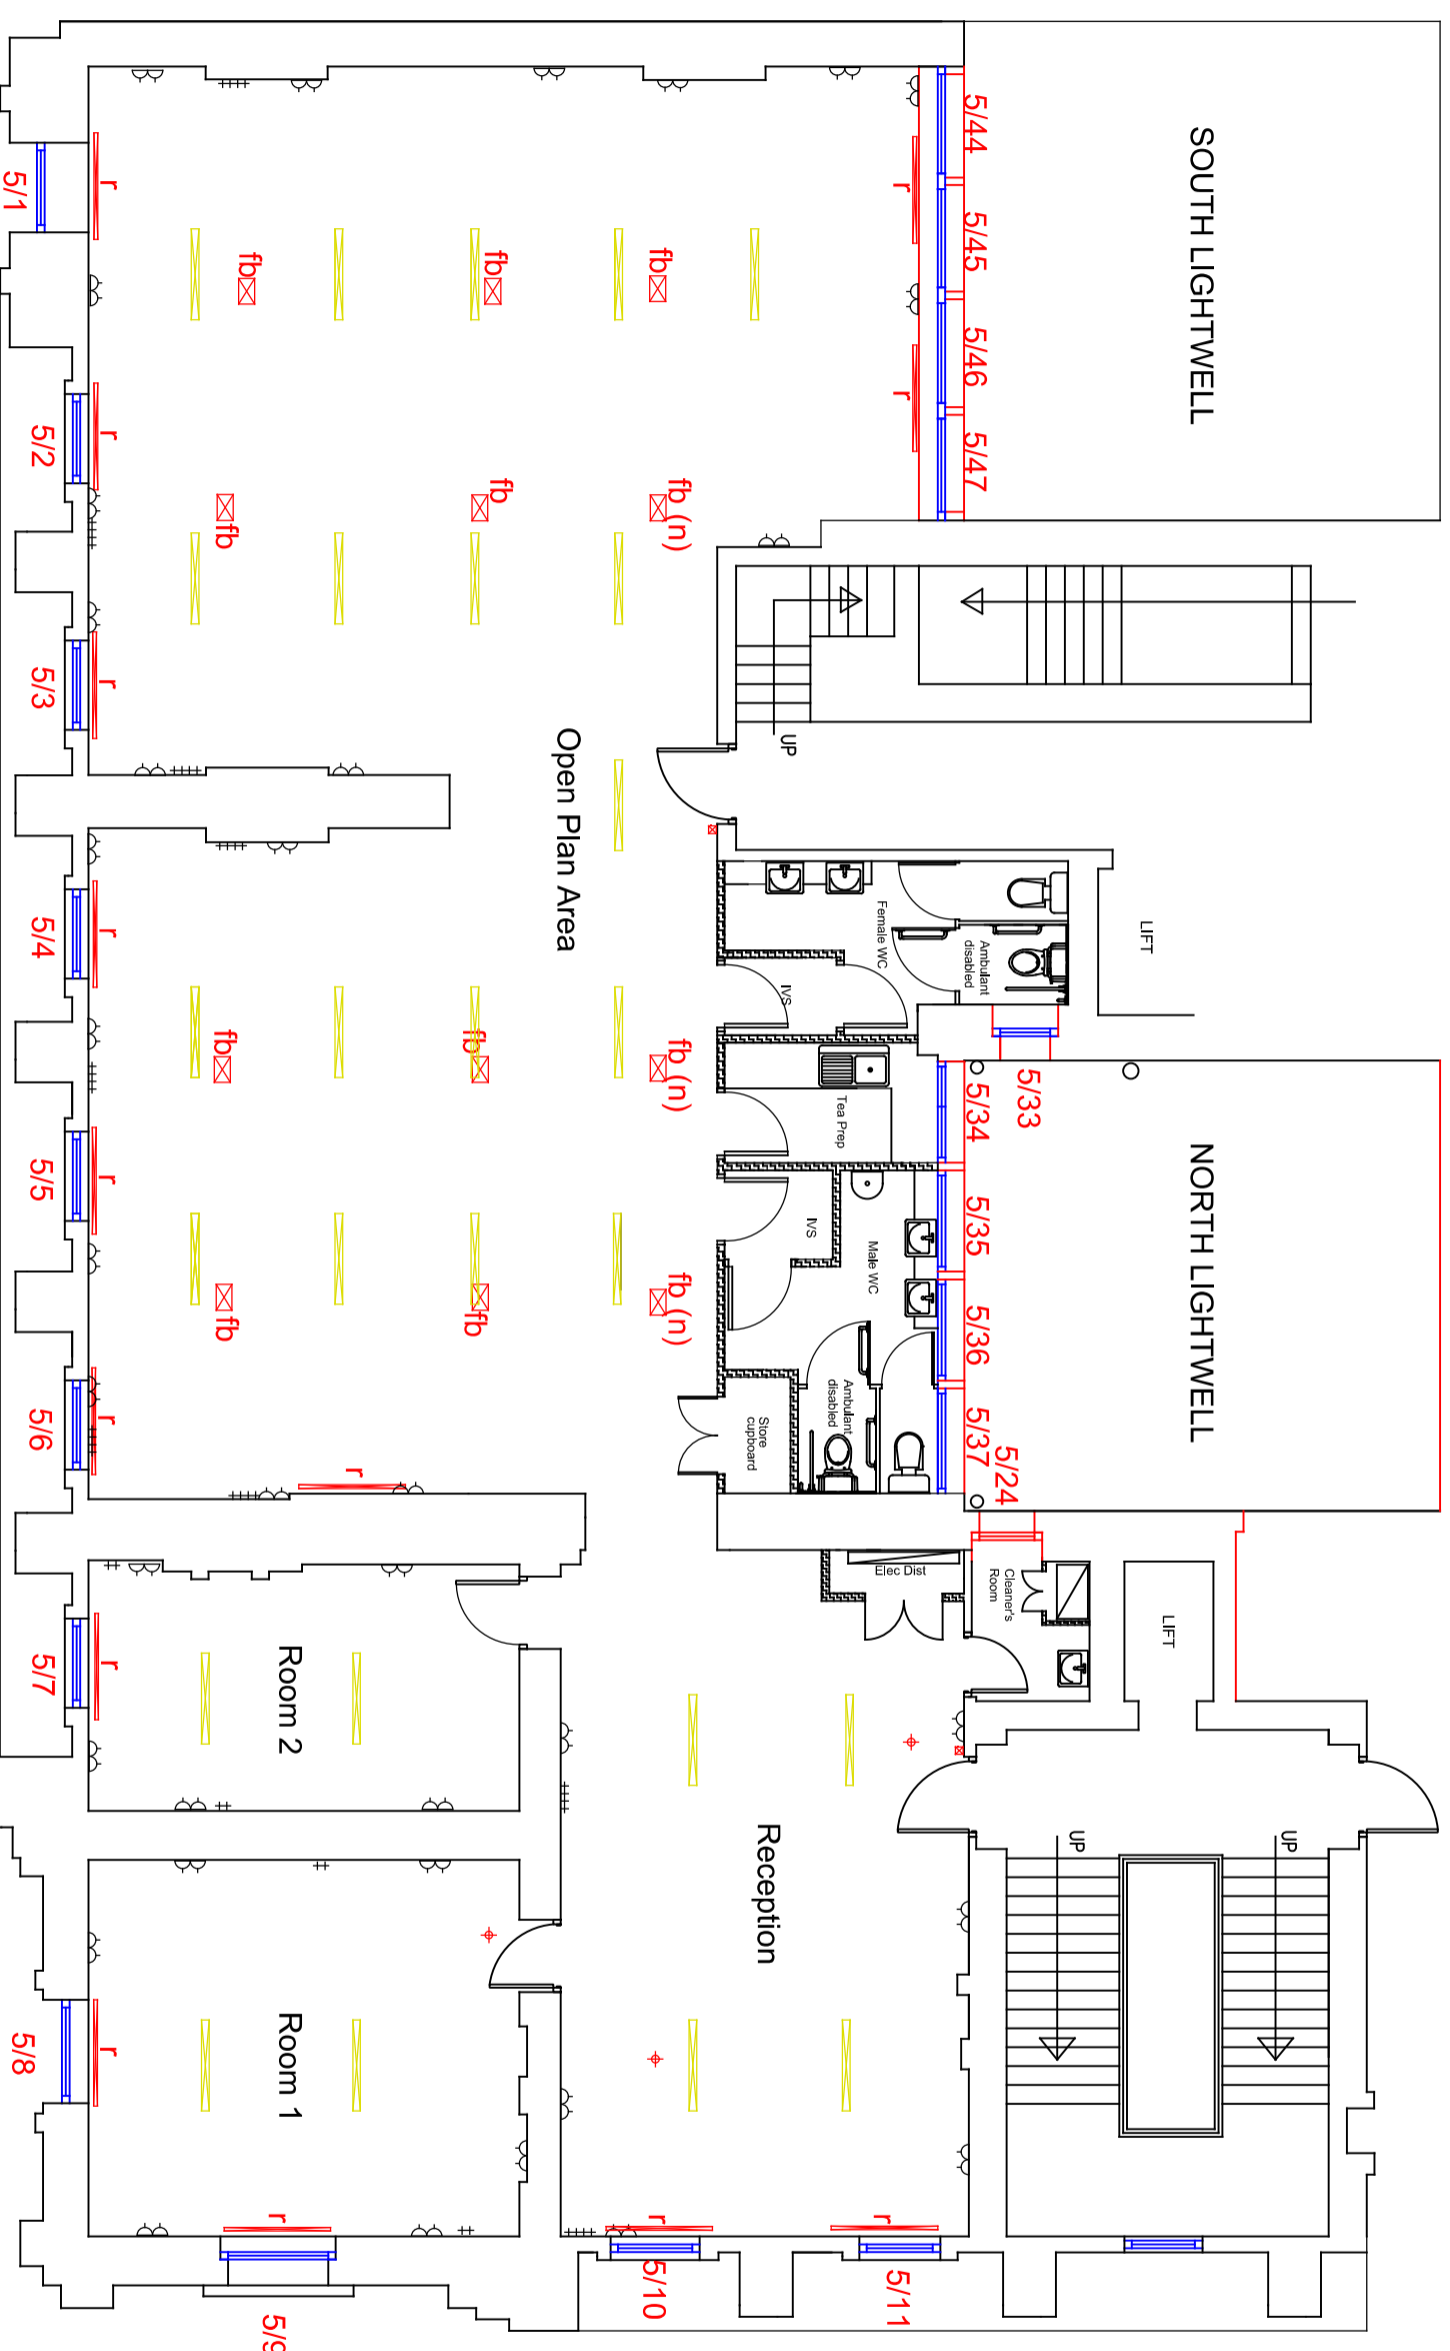 SOUTH LIGHTWELL
5/44
5/45
5/46
5/47
r
r
r
5/1
fb
fb
fb
r
5/2
fb
fb
fb (n)
r
5/3
UP
Open Plan Area
LIFT
Female WC
Ambulant
disabled
IVS
r
5/4
fb
fb
fb (n)
Tea Prep
5/33
5/34
5/35
5/36
5/37
5/24
NORTH LIGHTWELL
r
5/5
IVS
Male WC
Ambulant
disabled
Store
cupboard
fb
fb
fb (n)
r
5/6
r
Elec Dist
Cleaner's
Room
LIFT
r
5/7
Room 2
Reception
UP
UP
r
5/8
Room 1
r
5/9
r
5/10
r
5/11